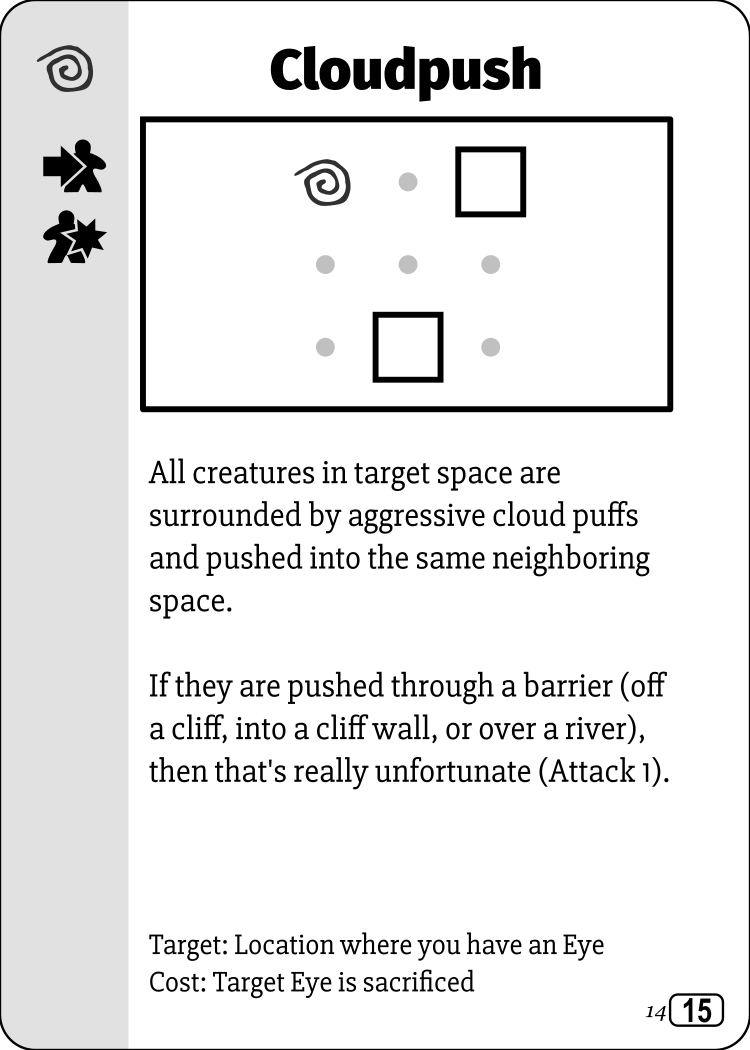 Cloudpush
All creatures in target space are
surrounded by aggressive cloud puffs
and pushed into the same neighboring
space.
If they are pushed through a barrier (off
a cliff, into a cliff wall, or over a river),
then that's really unfortunate (Attack 1).
Target: Location where you have an Eye
Cost: Target Eye is sacrificed
14 15